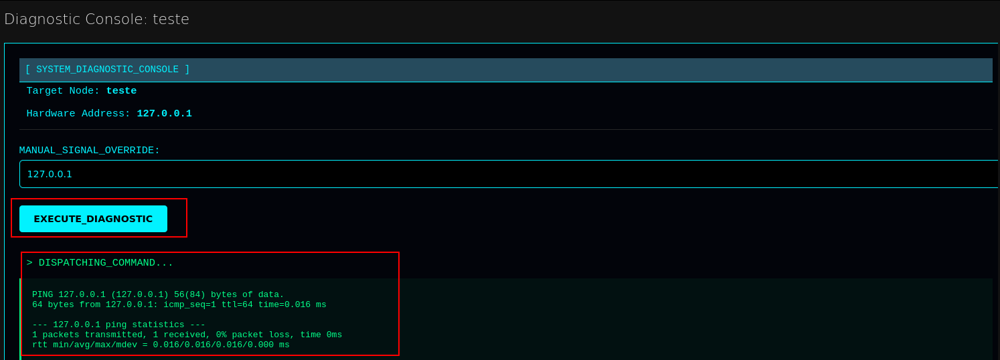 Diagnostic Console: teste
[ SYSTEM_DIAGNOSTIC_CONSOLE ]
Target Node: teste
Hardware Address: 127.0.0.1
MANUAL_SIGNAL_OVERRIDE:
127.0.0.1
EXECUTE_DIAGNOSTIC
> DISPATCHING_COMMAND...
PING 127.0.0.1 (127.0.0.1) 56(84) bytes of data.
64 bytes from 127.0.0.1: icmp_seq=1 ttl=64 time=0.016 ms
--- 127.0.0.1 ping statistics ---
1 packets transmitted, 1 received, 0% packet loss, time 0ms
rtt min/avg/max/mdev = 0.016/0.016/0.016/0.000 ms